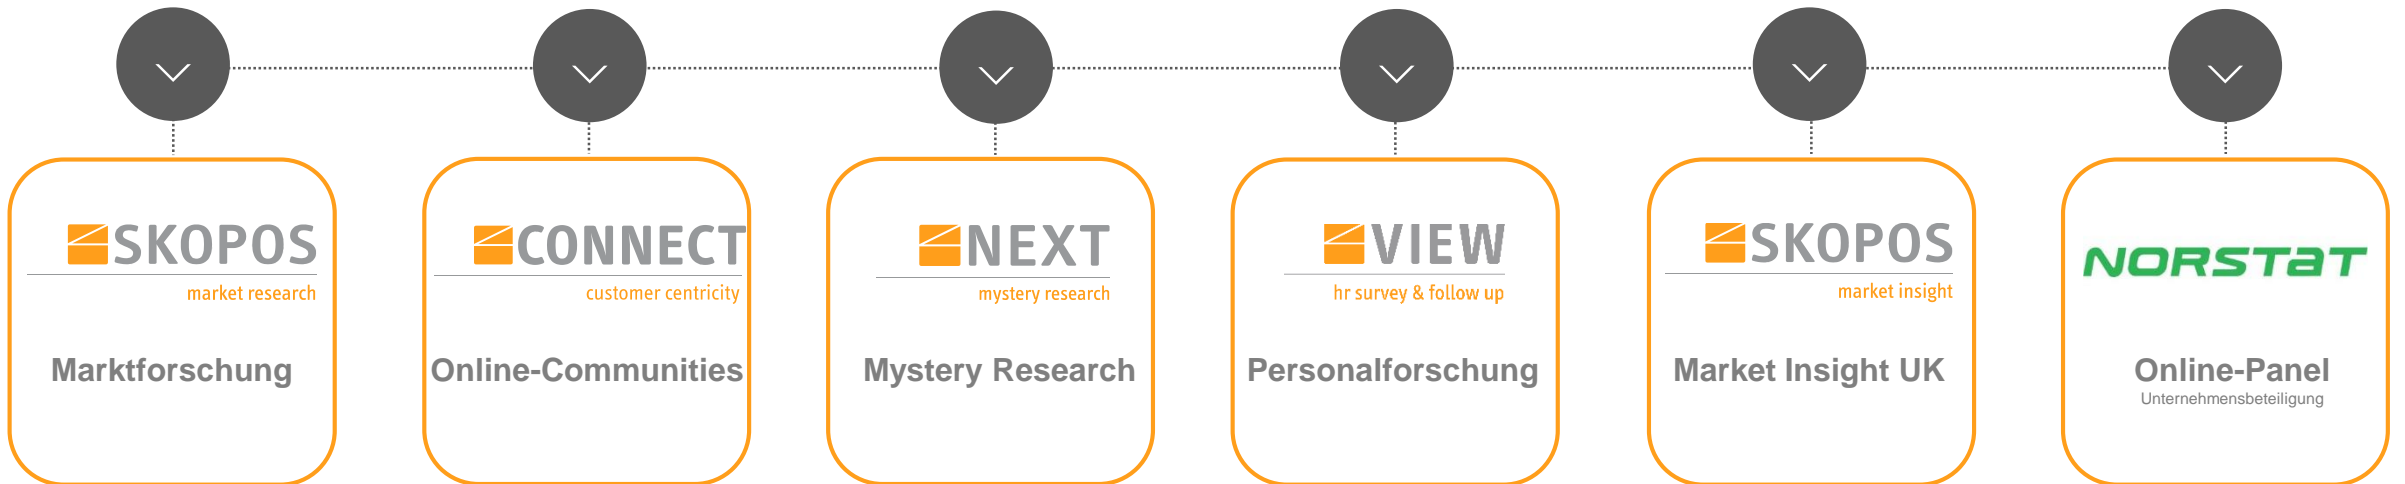 SKOPOS
market research
Marktforschung
CONNECT
customer centricity
Online-Communities
NEXT
mystery research
Mystery Research
VIEW
hr survey & follow up
Personalforschung
SKOPOS
market insight
Market Insight UK
NORSTaT
Online-Panel
Unternehmensbeteiligung